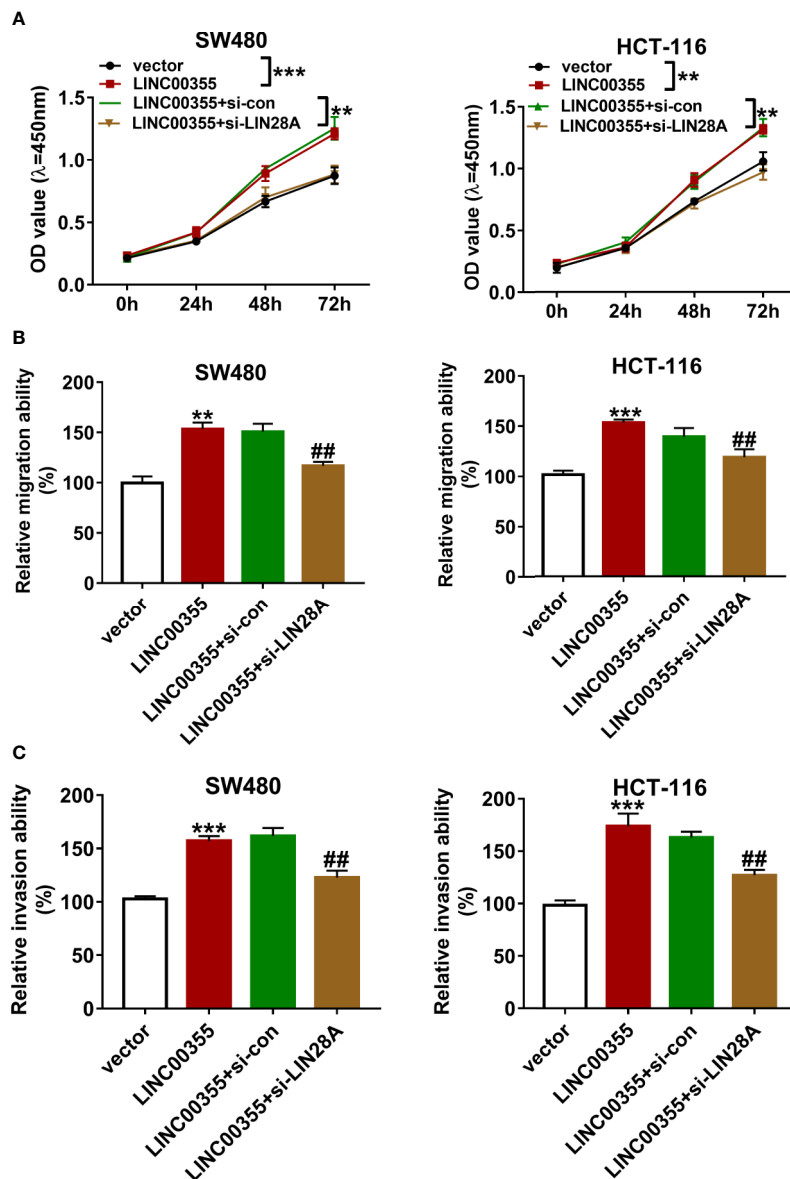 A
SW480
vector
LINC00355
***
LINC00355+si-con
LINC00355+si-LIN28A
**
OD value (λ=450nm)
1.5
1.0
0.5
0.0
0h 24h 48h 72h
HCT-116
vector
LINC00355
**
LINC00355+si-con
LINC00355+si-LIN28A
**
OD value (λ=450nm)
1.5
1.0
0.5
0.0
0h 24h 48h 72h
B
SW480
Relative migration ability
(%)
200
150
100
50
0
**
##
vector
LINC00355
LINC00355+si-con
LINC00355+si-LIN28A
HCT-116
Relative migration ability
(%)
200
150
100
50
0
***
##
vector
LINC00355
LINC00355+si-con
LINC00355+si-LIN28A
C
SW480
Relative invasion ability
(%)
200
150
100
50
0
***
##
vector
LINC00355
LINC00355+si-con
LINC00355+si-LIN28A
HCT-116
Relative invasion ability
(%)
200
150
100
50
0
***
##
vector
LINC00355
LINC00355+si-con
LINC00355+si-LIN28A